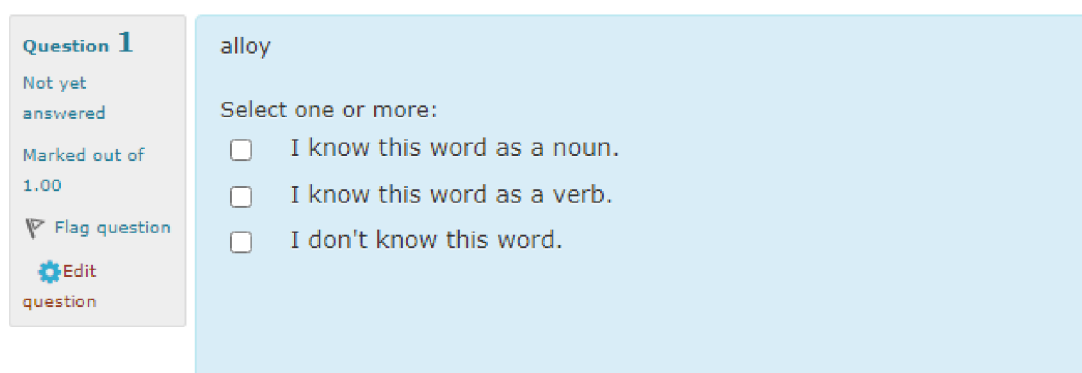 Question 1
Not yet
answered
Marked out of
1.00
Flag question
Edit
question
alloy
Select one or more:
I know this word as a noun.
I know this word as a verb.
I don't know this word.